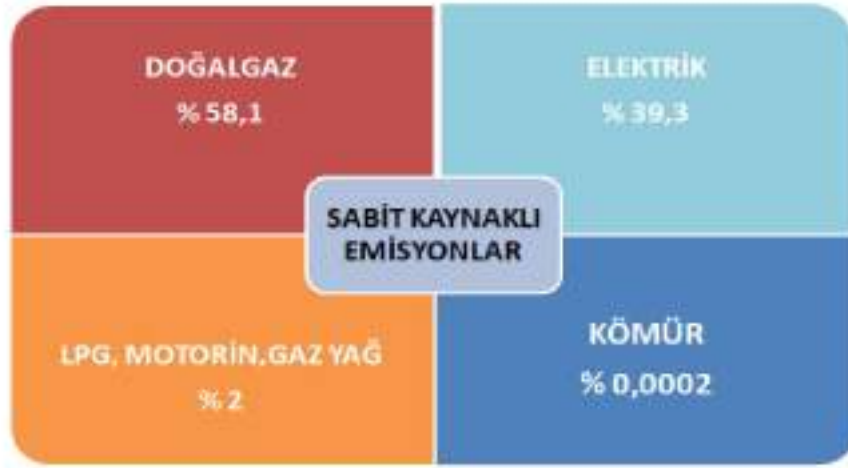 DOĞALGAZ
% 58,1
ELEKTRİK
% 39,3
SABİT KAYNAKLI
EMİSYONLAR
LPG, MOTORİN,GAZ YAĞ
% 2
KÖMÜR
% 0,0002